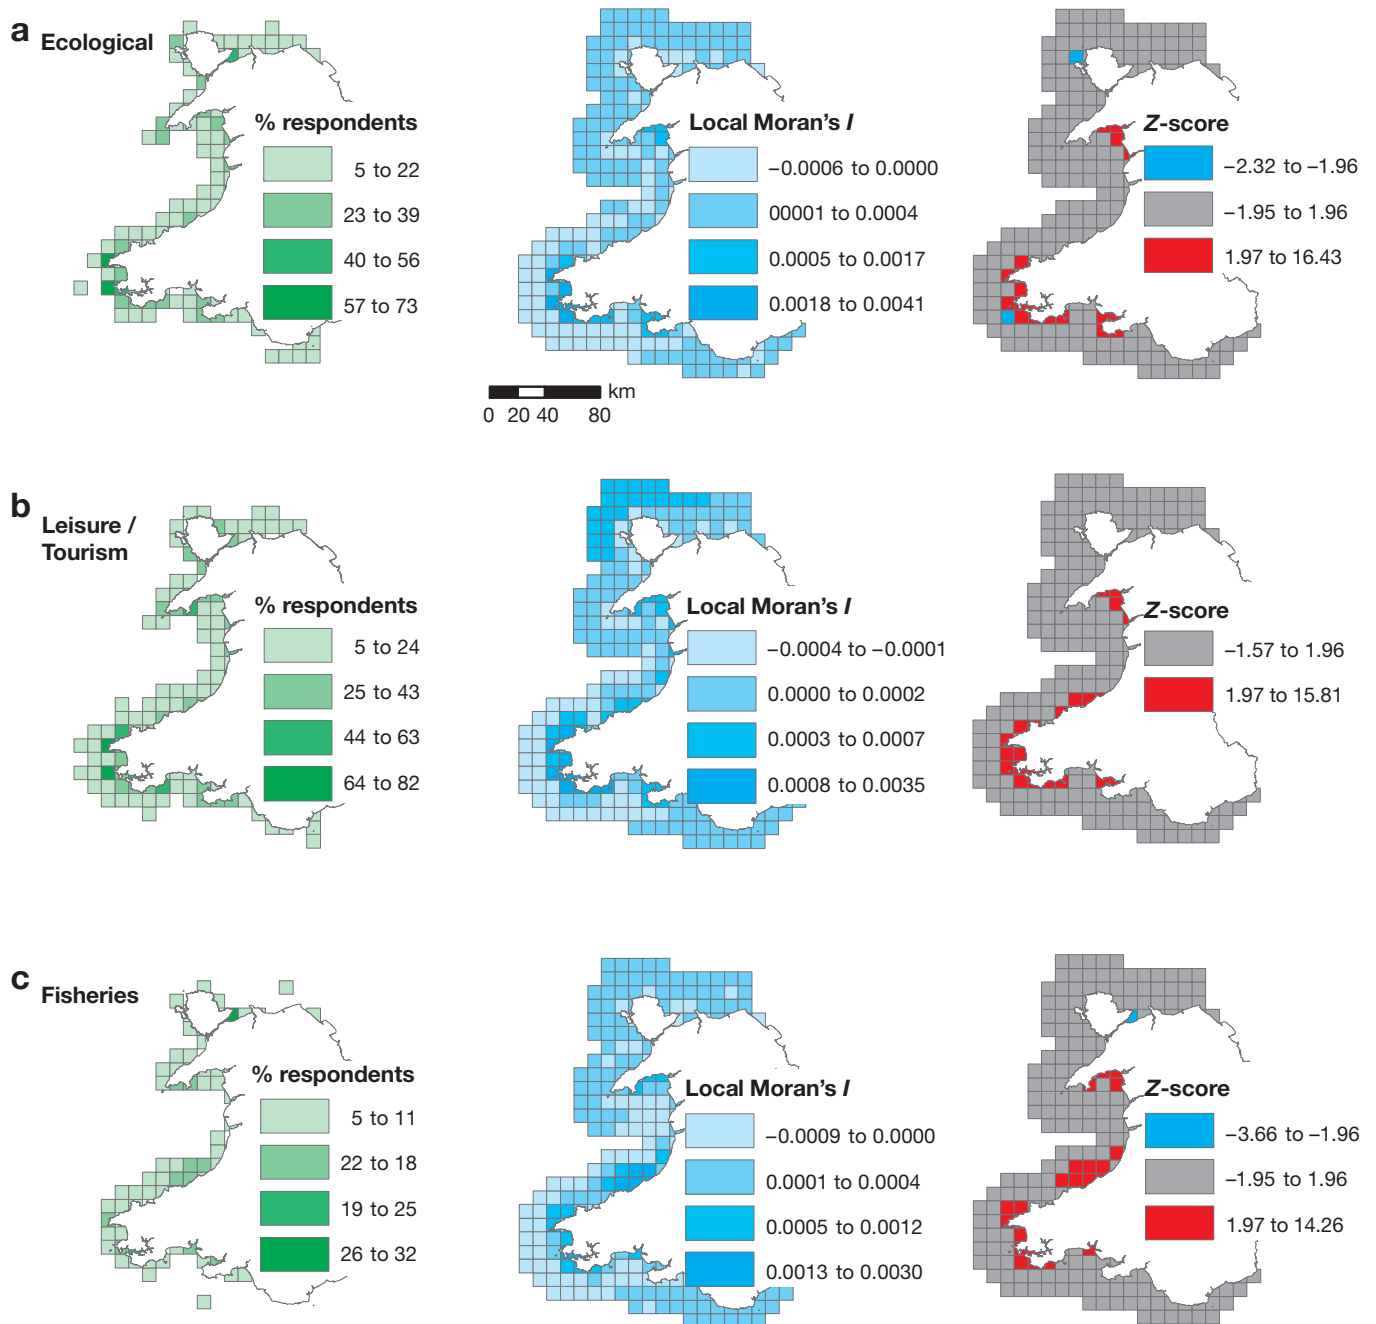 a Ecological
% respondents
5 to 22
23 to 39
40 to 56
57 to 73
Local Moran's I
−0.0006 to 0.0000
00001 to 0.0004
0.0005 to 0.0017
0.0018 to 0.0041
Z-score
−2.32 to −1.96
−1.95 to 1.96
1.97 to 16.43
km
0 20 40 80
b Leisure /
Tourism
% respondents
5 to 24
25 to 43
44 to 63
64 to 82
Local Moran's I
−0.0004 to −0.0001
0.0000 to 0.0002
0.0003 to 0.0007
0.0008 to 0.0035
Z-score
−1.57 to 1.96
1.97 to 15.81
c Fisheries
% respondents
5 to 11
22 to 18
19 to 25
26 to 32
Local Moran's I
−0.0009 to 0.0000
0.0001 to 0.0004
0.0005 to 0.0012
0.0013 to 0.0030
Z-score
−3.66 to −1.96
−1.95 to 1.96
1.97 to 14.26